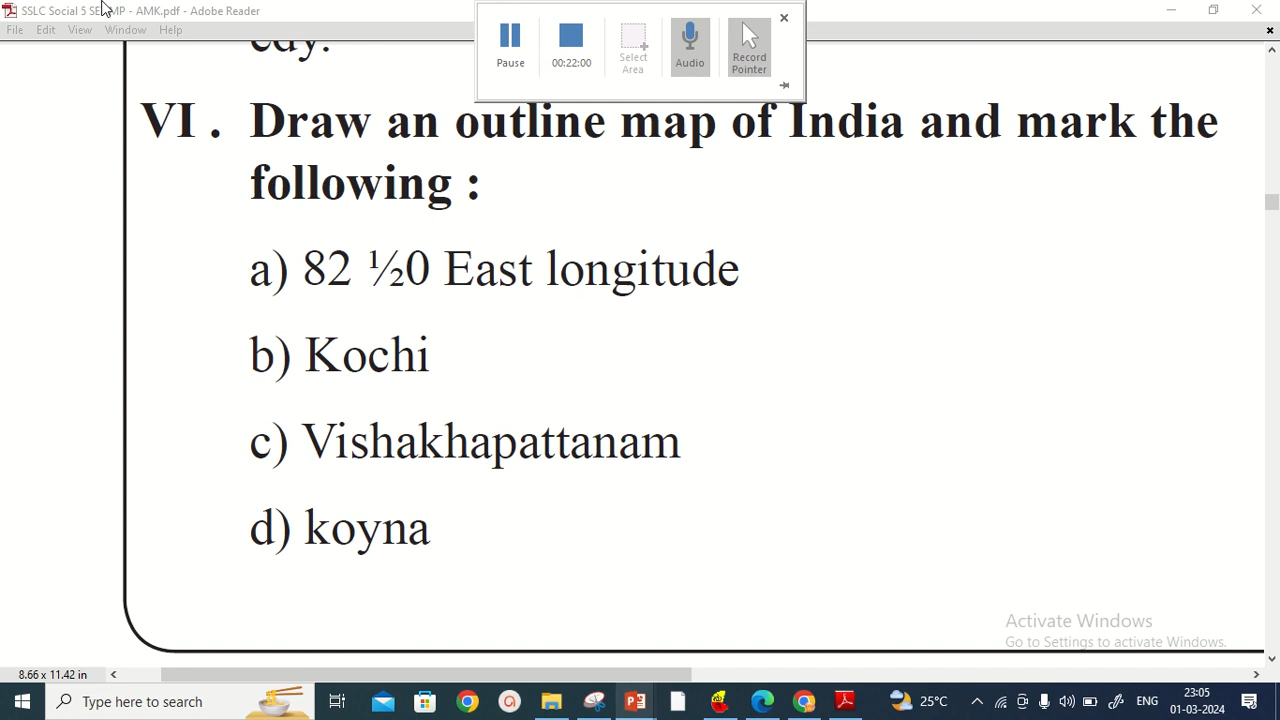 SSLC Social 5 SE MP - AMK.pdf - Adobe Reader
File Edit View Window Help
Pause
00:22:00
Select Area
Audio
Record Pointer
edy.
VI . Draw an outline map of India and mark the
following :
a) 82 ½0 East longitude
b) Kochi
c) Vishakhapattanam
d) koyna
Activate Windows
Go to Settings to activate Windows.
8.66 x 11.42 in
Type here to search
25°C
ENG
23:05
01-03-2024